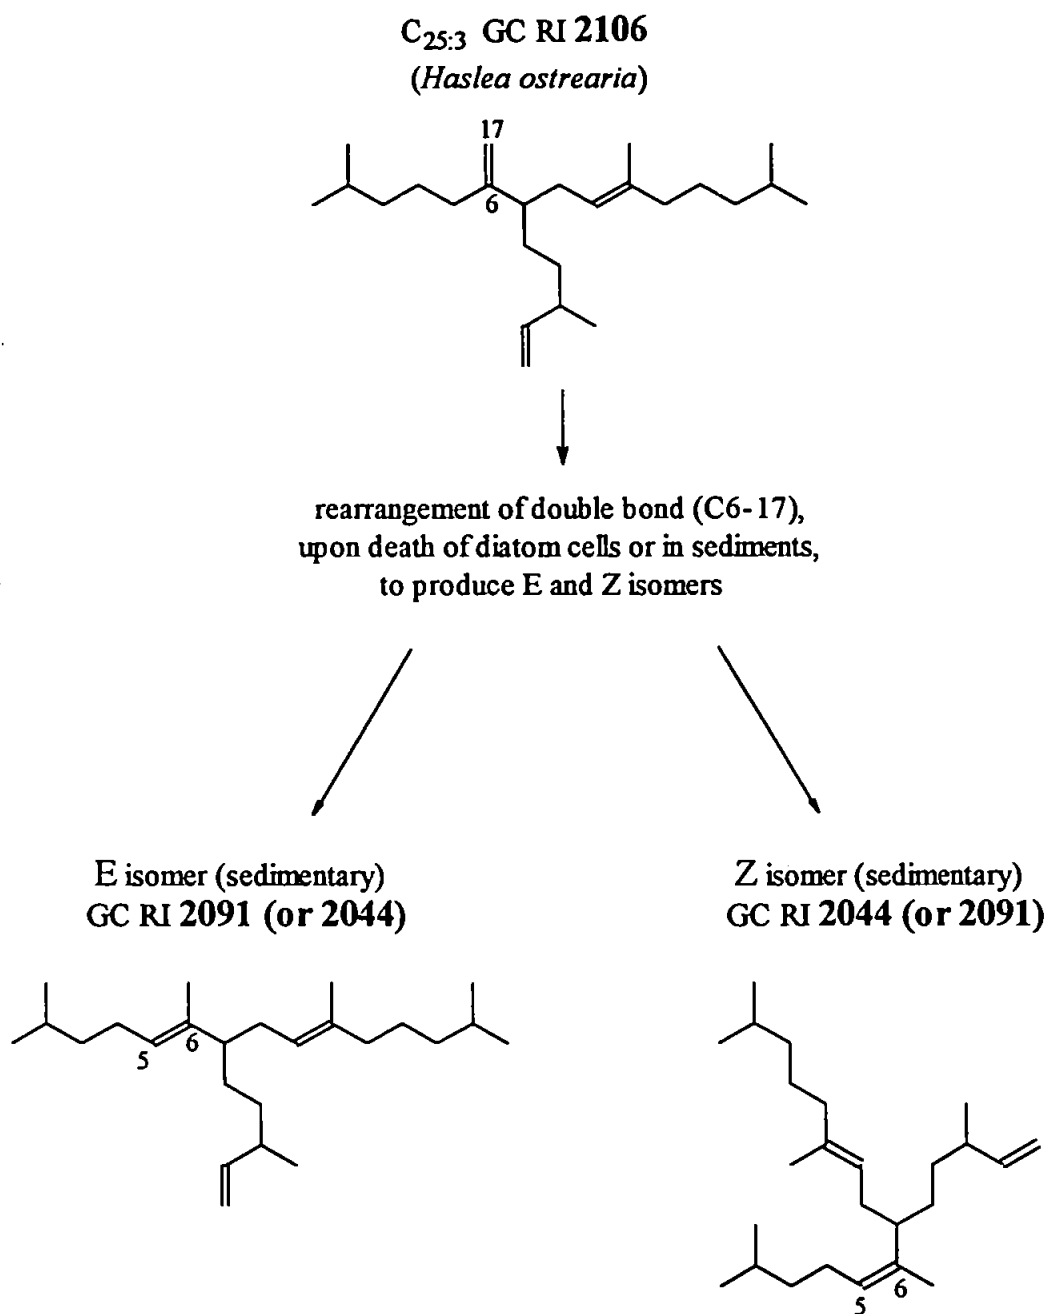 C25:3 GC RI 2106
(Haslea ostrearia)
17
6
rearrangement of double bond (C6-17),
upon death of diatom cells or in sediments,
to produce E and Z isomers
E isomer (sedimentary)
GC RI 2091 (or 2044)
5
6
Z isomer (sedimentary)
GC RI 2044 (or 2091)
6
5